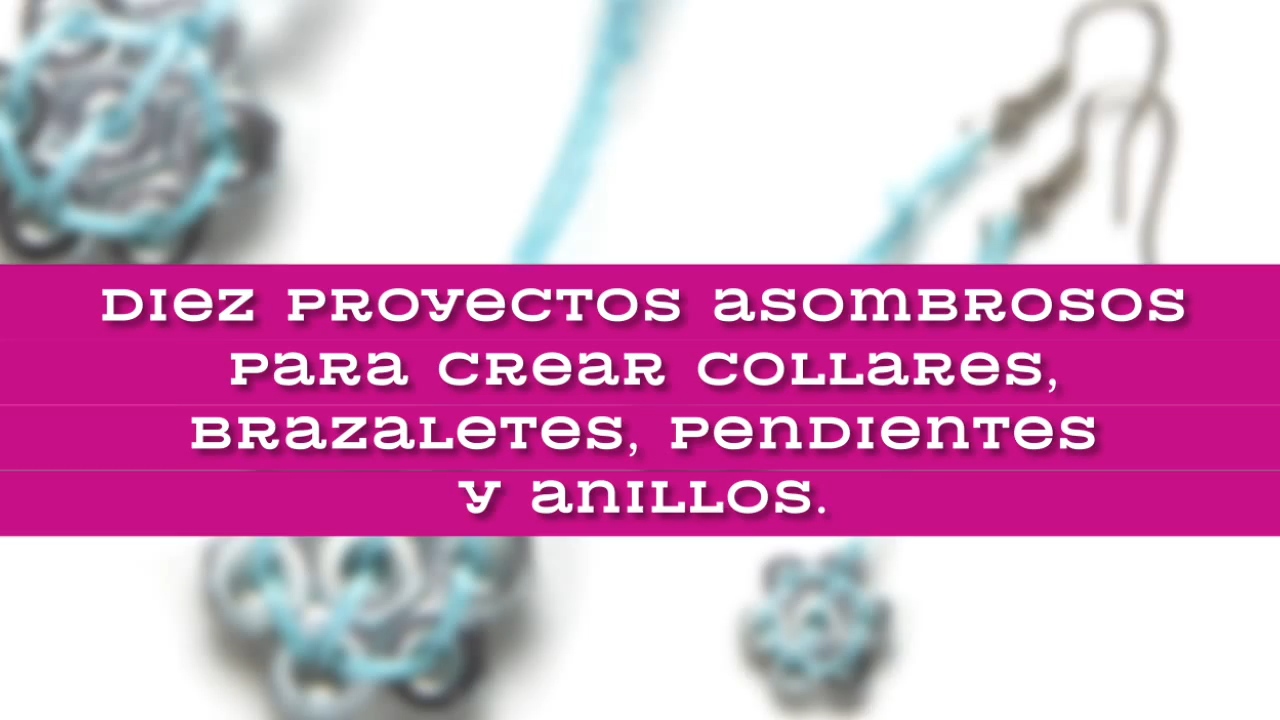 Diez proyectos asombrosos
para crear collares,
brazaletes, pendientes
y anillos.